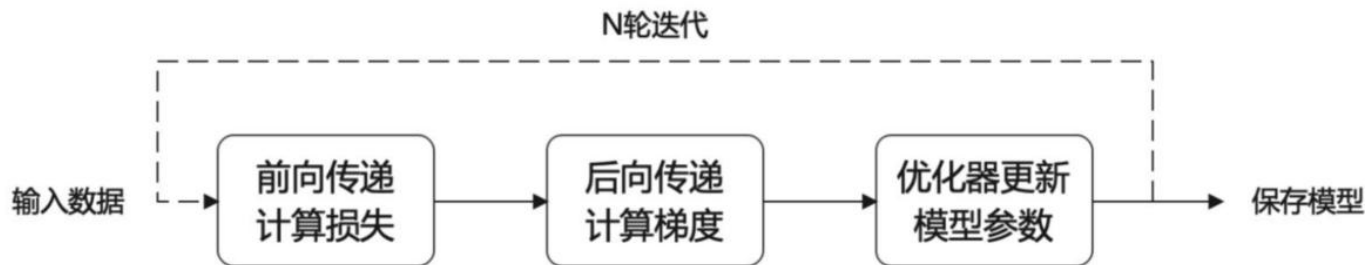 N轮迭代
输入数据
前向传递
计算损失
后向传递
计算梯度
优化器更新
模型参数
保存模型